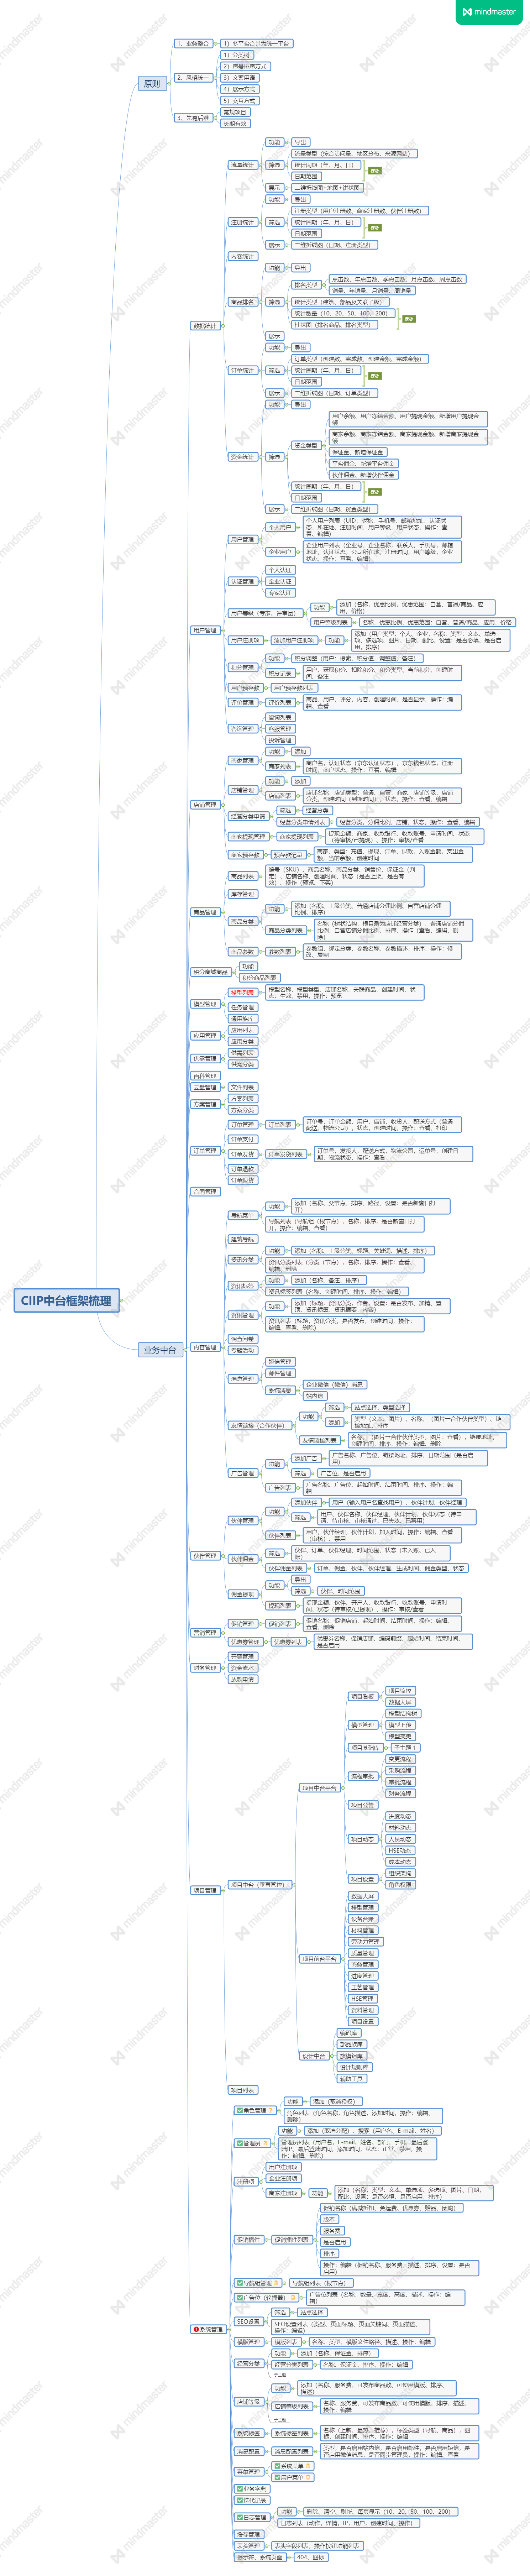 mindmaster
CIIP中台框架梳理
原则
1、业务整合
1）多平台合并为统一平台
2、风格统一
1）分类树
2）序号排序方式
3）文案用语
4）展示方式
5）交互方式
3、先易后难
常规项目
长期有效
业务中台
数据统计
流量统计
功能
导出
筛选
流量类型（综合访问量、地区分布、来源网站）
统计周期（年、月、日）
日期范围
展示
二维折线图+地图+饼状图
注册统计
功能
导出
筛选
注册类型（用户注册数、商家注册数、伙伴注册数）
统计周期（年、月、日）
日期范围
展示
二维折线图（日期、注册类型）
内容统计
商品排名
功能
导出
筛选
排名类型
点击数、年点击数、季点击数、月点击数、周点击数
销量、年销量、月销量、周销量
统计类型（建筑、部品及关联子级）
统计数量（10、20、50、100、200）
柱状图（排名商品、排名类型）
展示
订单统计
功能
导出
筛选
订单类型（创建数、完成数、创建金额、完成金额）
统计周期（年、月、日）
日期范围
展示
二维折线图（日期、订单类型）
资金统计
功能
导出
筛选
资金类型
用户余额、用户冻结金额、用户提现金额、新增用户提现金
额
商家余额、商家冻结金额、商家提现金额、新增商家提现金
额
保证金、新增保证金
平台佣金、新增平台佣金
伙伴佣金、新增伙伴佣金
统计周期（年、月、日）
日期范围
展示
二维折线图（日期、资金类型）
用户管理
用户管理
个人用户
个人用户列表（UID、昵称、手机号、邮箱地址、认证状
态、所在地、注册时间、用户等级、用户状态、操作：查
看、编辑）
企业用户
企业用户列表（企业号、企业名称、联系人、手机号、邮箱
地址、认证状态、公司所在地、注册时间、用户等级、企业
状态、操作：查看、编辑）
认证管理
个人认证
企业认证
专家认证
用户等级（专家、评审团）
功能
添加（名称、优惠比例、优惠范围：自营、普通/商品、应
用、价格）
用户等级列表
名称、优惠比例、优惠范围：自营、普通/商品、应用、价格
用户注册项
添加用户注册项
功能
添加（用户类型：个人、企业、名称、类型：文本、单选
项、多选项、图片、日期、配比、设置：是否必填、是否启
用、排序）
积分管理
功能
积分调整（用户：搜索、积分值、调整值、备注）
积分记录
用户、获取积分、扣除积分、积分类型、当前积分、创建时
间、备注
用户预存款
用户预存款列表
评价管理
评价列表
商品、用户、评分、内容、创建时间、是否显示、操作：编
辑、查看
咨询管理
咨询列表
客服管理
投诉管理
店铺管理
商家管理
功能
添加
商家列表
商户名、认证状态（京东认证状态）、京东钱包状态、注册
时间、商户状态、操作：查看、编辑
店铺管理
功能
添加
店铺列表
店铺名称、店铺类型：普通、自营、商家、店铺等级、店铺
分类、创建时间（到期时间）、状态、操作：查看、编辑
经营分类申请
筛选
经营分类
经营分类申请列表
经营分类、分佣比例、店铺、状态、操作：查看、编辑
商家提现管理
商家提现列表
提现金额、商家、收款银行、收款账号、申请时间、状态
（待审核/已提现）、操作：审核/查看
商家预存款
预存款记录
商家、类型：充值、提现、订单、退款、入账金额、支出金
额、当前余额、创建时间
商品管理
商品列表
编号（SKU）、商品名称、商品分类、销售价、保证金（判
定）、店铺名称、创建时间、状态（是否上架、是否有
效）、操作（预览、下架）
库存管理
商品分类
功能
添加（名称、上级分类、普通店铺分佣比例、自营店铺分佣
比例、排序）
商品分类列表
名称（树状结构、根目录为店铺经营分类）、普通店铺分佣
比例、自营店铺分佣比例、排序、操作（查看、编辑、删
除）
商品参数
参数列表
参数组、绑定分类、参数名称、参数描述、排序、操作：修
改、复制
积分商城商品
功能
积分商品列表
模型管理
模型列表
模型名称、模型类型、店铺名称、关联商品、创建时间、状
态：生效、禁用、操作：预览
任务管理
通用族库
应用管理
应用列表
应用分类
供需管理
供需列表
供需分类
百科管理
云盘管理
文件列表
方案管理
方案列表
方案分类
订单管理
订单管理
订单列表
订单号、订单金额、用户、店铺、收货人、配送方式（普通
配送、物流公司）、状态、创建时间、操作：查看、打印
订单支付
订单发货
订单发货列表
订单号、发货人、配送方式、物流公司、运单号、创建日
期、物流状态、操作：查看
订单退款
订单退货
合同管理
内容管理
导航菜单
功能
添加（名称、父节点、排序、路径、设置：是否新窗口打
开）
导航列表（导航组（根节点）、名称、排序、是否新窗口打
开、操作：编辑、查看）
建筑导航
资讯分类
功能
添加（名称、上级分类、标题、关键词、描述、排序）
资讯分类列表（分类（节点）、名称、排序、操作：查看、
编辑、删除
资讯标签
功能
添加（名称、备注、排序）
资讯标签列表（名称、创建时间、排序、操作：编辑）
资讯管理
功能
添加（标题、资讯分类、作者、设置：是否发布、加精、置
顶、资讯标签、资讯摘要、内容）
资讯列表（标题、资讯分类、是否发布、创建时间、操作：
编辑、查看、删除）
调查问卷
专题活动
消息管理
短信管理
邮件管理
系统消息
企业微信（微信）消息
站内信
友情链接（合作伙伴）
功能
筛选
站点选择、类型选择
添加
类型（文本、图片）、名称、（图片→合作伙伴类型）、链
接地址、排序
友情链接列表
名称、（图片→合作伙伴类型、图片：查看）、链接地址、
创建时间、排序、操作：编辑、删除
广告管理
功能
添加广告
广告名称、广告位、链接地址、排序、日期范围（是否启
用）
筛选
广告位、是否启用
广告列表
广告名称、广告位、起始时间、结束时间、排序、操作：编
辑
伙伴管理
伙伴管理
功能
添加伙伴
用户（输入用户名查找用户）、伙伴计划、伙伴经理
筛选
用户、伙伴名称、伙伴经理、伙伴计划、伙伴状态（待申
请、待审核、审核通过、已失效、已禁用）
伙伴列表
用户、伙伴经理、伙伴计划、加入时间、操作：编辑、查看
（审核）、禁用
伙伴佣金
筛选
伙伴、订单、伙伴经理、时间范围、状态（未入账、已入
账）
伙伴佣金列表
订单、佣金、伙伴、伙伴经理、生成时间、佣金类型、状态
佣金提现
功能
导出
筛选
伙伴、时间范围
提现列表
提现金额、伙伴、开户人、收款银行、收款账号、申请时
间、状态（待审核/已提现）、操作：审核/查看
营销管理
促销管理
促销列表
促销名称、促销店铺、起始时间、结束时间、操作：编辑、
查看、删除
优惠券管理
优惠券列表
优惠券名称、促销店铺、编码前缀、起始时间、结束时间、
是否启用
财务管理
开票管理
资金流水
放款申请
项目管理
项目中台（垂直管控）
项目中台平台
项目看板
项目监控
数据大屏
模型管理
模型结构树
模型上传
模型变更
项目基础库
子主题 1
流程审批
变更流程
采购流程
审批流程
财务流程
项目公告
项目动态
进度动态
材料动态
人员动态
HSE动态
成本动态
项目设置
组织架构
角色权限
项目前台平台
数据大屏
模型管理
设备台账
材料管理
劳动力管理
质量管理
商务管理
进度管理
工艺管理
HSE管理
资料管理
项目设置
设计中台
编码库
部品族库
族模组库
设计规则库
辅助工具
项目列表
系统管理
角色管理
功能
添加（取消授权）
角色列表（角色名称、角色描述、添加时间、操作：编辑、
删除）
管理员
功能
添加（取消分配）、搜索（用户名、E-mail、姓名）
管理员列表（用户名、E-mail、姓名、部门、手机、最后登
陆IP、最后登陆时间、添加时间、状态：正常、禁用、操
作：编辑、删除）
注册项
用户注册项
企业注册项
商家注册项
功能
添加（名称、类型：文本、单选项、多选项、图片、日期、
配比、设置：是否必填、是否启用、排序）
促销插件
促销插件列表
促销名称（满减折扣、免运费、优惠券、赠品、团购）
版本
服务费
是否启用
排序
操作：编辑（促销名称、服务费、描述、排序、设置：是否
启用）
导航组管理
导航组列表（根节点）
广告位（轮播幕）
广告位列表（名称、数量、宽度、高度、描述、操作：编
辑）
SEO设置
筛选
站点选择
SEO设置列表（类型、页面标题、页面关键词、页面描述、
操作：编辑）
模板管理
模板列表
名称、类型、模板文件路径、描述、操作：编辑
经营分类
功能
添加（名称、保证金、排序）
经营分类列表
名称、保证金、排序、操作：编辑
子主题
店铺等级
功能
添加（名称、服务费、可发布商品数、可使用模版、排序、
描述）
店铺等级列表
名称、服务费、可发布商品数、可使用模版、排序、描述、
操作：编辑
子主题
系统标签
系统标签列表
名称（上新、最热、推荐）、标签类型（导航、商品）、图
标、创建时间、排序、操作：编辑
消息配置
消息配置列表
类型、是否启用站内信、是否启用邮件、是否启用短信、是
否启用微信消息、是否同步管理员、操作：编辑、查看
菜单管理
系统菜单
用户菜单
业务字典
迭代记录
日志管理
功能
删除、清空、刷新、每页显示（10、20、50、100、200）
日志列表（动作、详情、IP、用户、创建时间、操作）
缓存管理
表头管理
表头字段列表、操作按钮功能列表
提示符、系统页面
404、图标